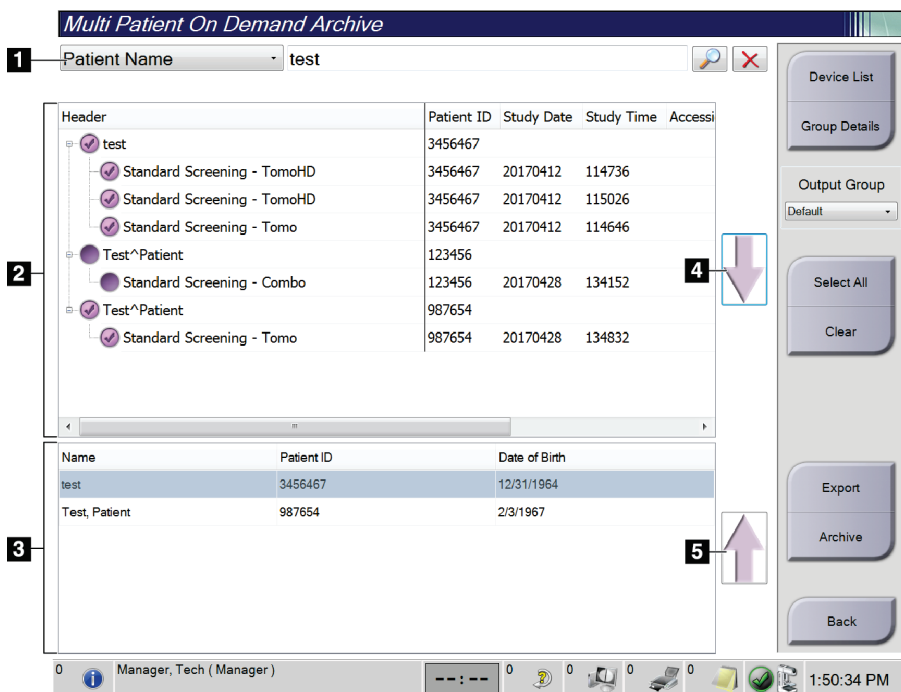 Multi Patient On Demand Archive
1 Patient Name test
Device List
Group Details
Output Group
Default
Select All
Clear
Export
Archive
Back
2
Header Patient ID Study Date Study Time Accessi
test 3456467
Standard Screening - TomoHD 3456467 20170412 114736
Standard Screening - TomoHD 3456467 20170412 115026
Standard Screening - Tomo 3456467 20170412 114646
Test^Patient 123456
Standard Screening - Combo 123456 20170428 134152
Test^Patient 987654
Standard Screening - Tomo 987654 20170428 134832
4
3
Name Patient ID Date of Birth
test 3456467 12/31/1964
Test, Patient 987654 2/3/1967
5
0 Manager, Tech ( Manager ) --:-- 0 0 0 0 1:50:34 PM